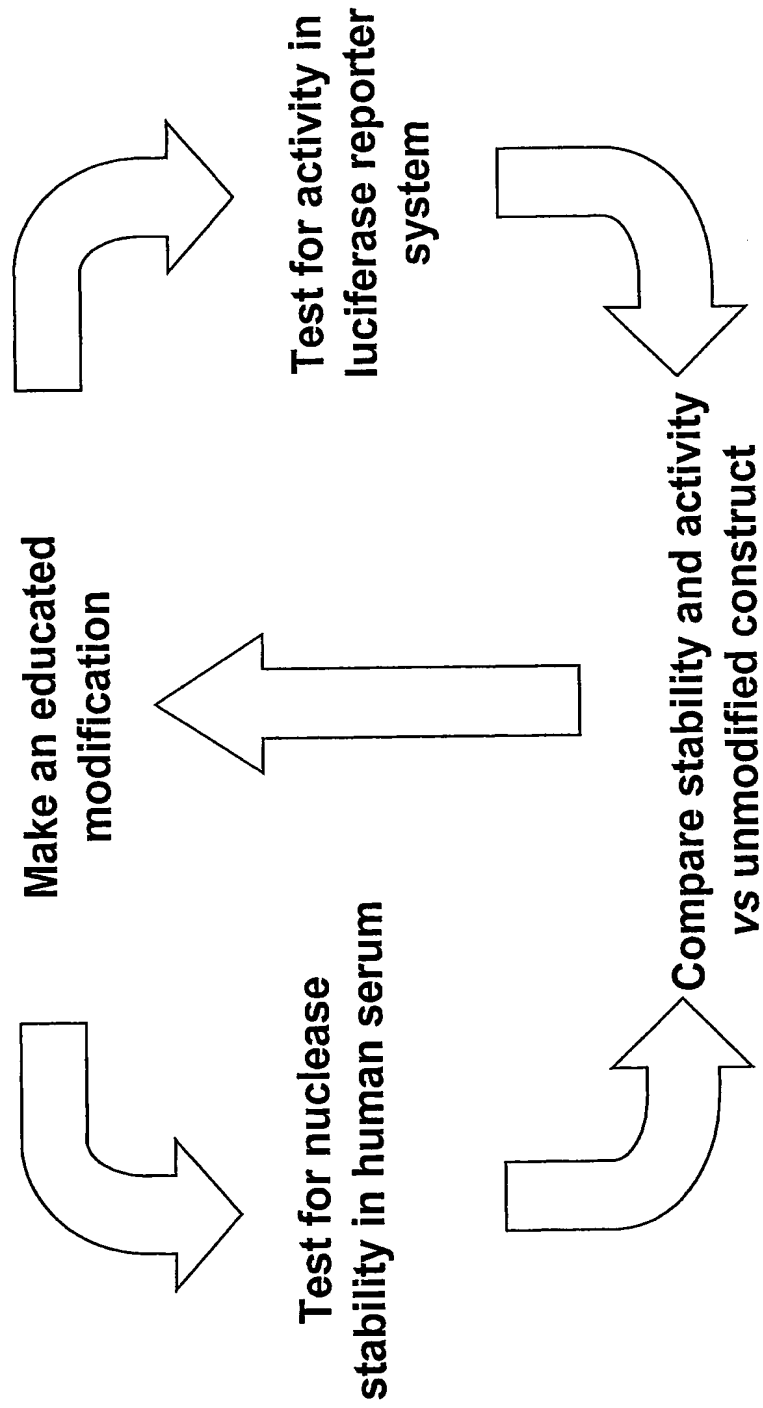 Make an educated
modification
Test for nuclease
stability in human serum
Test for activity in
luciferase reporter
system
Compare stability and activity
vs unmodified construct